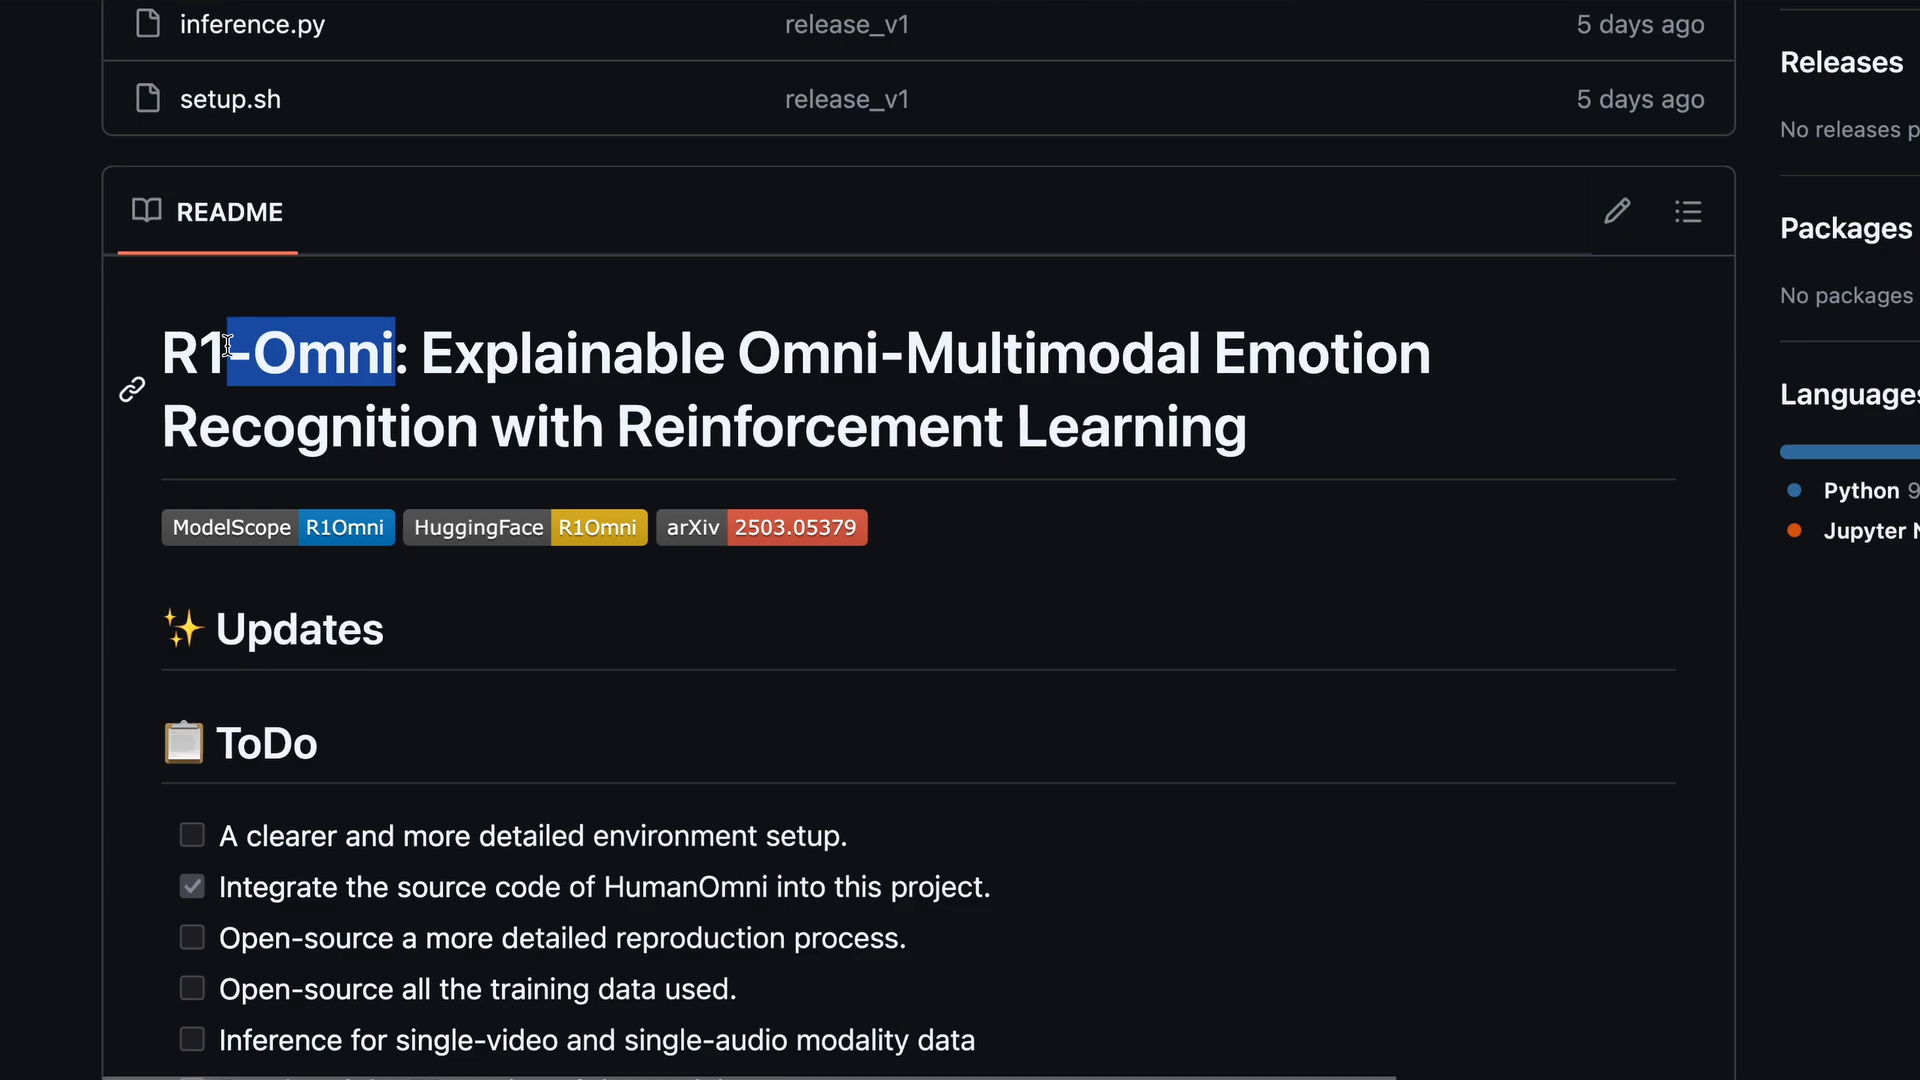 inference.py release_v1 5 days ago
setup.sh release_v1 5 days ago
README
R1-Omni: Explainable Omni-Multimodal Emotion
Recognition with Reinforcement Learning
ModelScope R1Omni HuggingFace R1Omni arXiv 2503.05379
✨ Updates
📋 ToDo
A clearer and more detailed environment setup.
Integrate the source code of HumanOmni into this project.
Open-source a more detailed reproduction process.
Open-source all the training data used.
Inference for single-video and single-audio modality data
Releases
No releases p
Packages
No packages
Languages
Python 9
Jupyter N